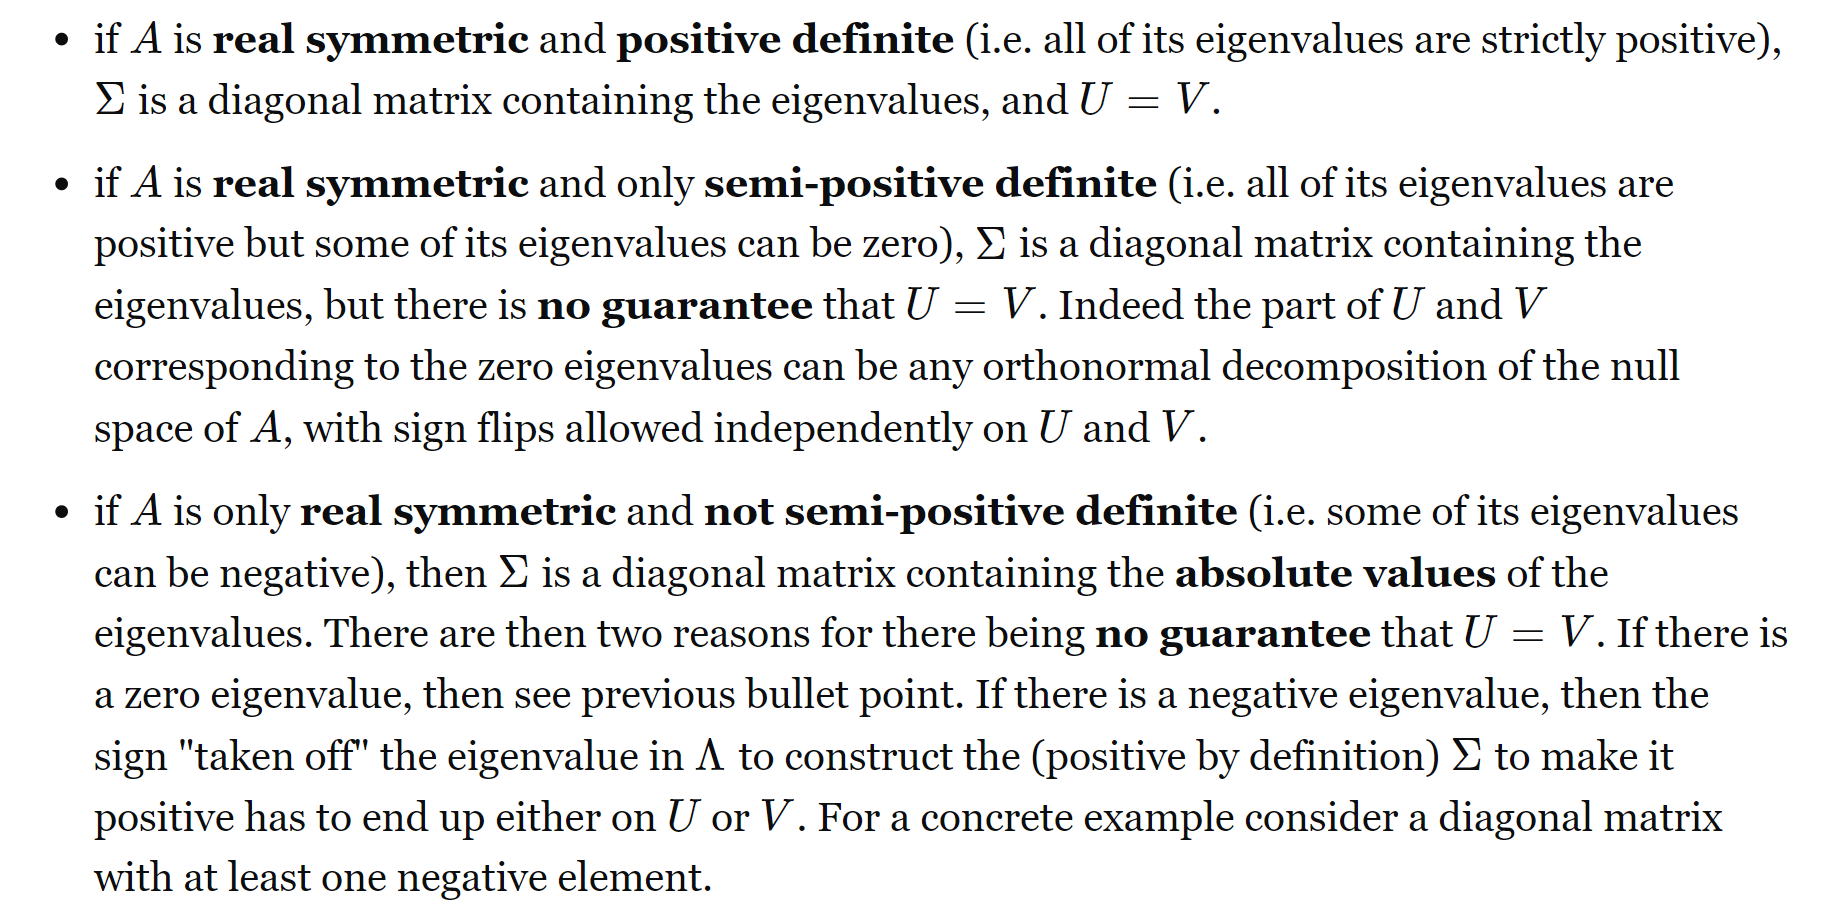 • if A is real symmetric and positive definite (i.e. all of its eigenvalues are strictly positive),
Σ is a diagonal matrix containing the eigenvalues, and U = V.
• if A is real symmetric and only semi-positive definite (i.e. all of its eigenvalues are
positive but some of its eigenvalues can be zero), Σ is a diagonal matrix containing the
eigenvalues, but there is no guarantee that U = V. Indeed the part of U and V
corresponding to the zero eigenvalues can be any orthonormal decomposition of the null
space of A, with sign flips allowed independently on U and V.
• if A is only real symmetric and not semi-positive definite (i.e. some of its eigenvalues
can be negative), then Σ is a diagonal matrix containing the absolute values of the
eigenvalues. There are then two reasons for there being no guarantee that U = V. If there is
a zero eigenvalue, then see previous bullet point. If there is a negative eigenvalue, then the
sign "taken off" the eigenvalue in Λ to construct the (positive by definition) Σ to make it
positive has to end up either on U or V. For a concrete example consider a diagonal matrix
with at least one negative element.